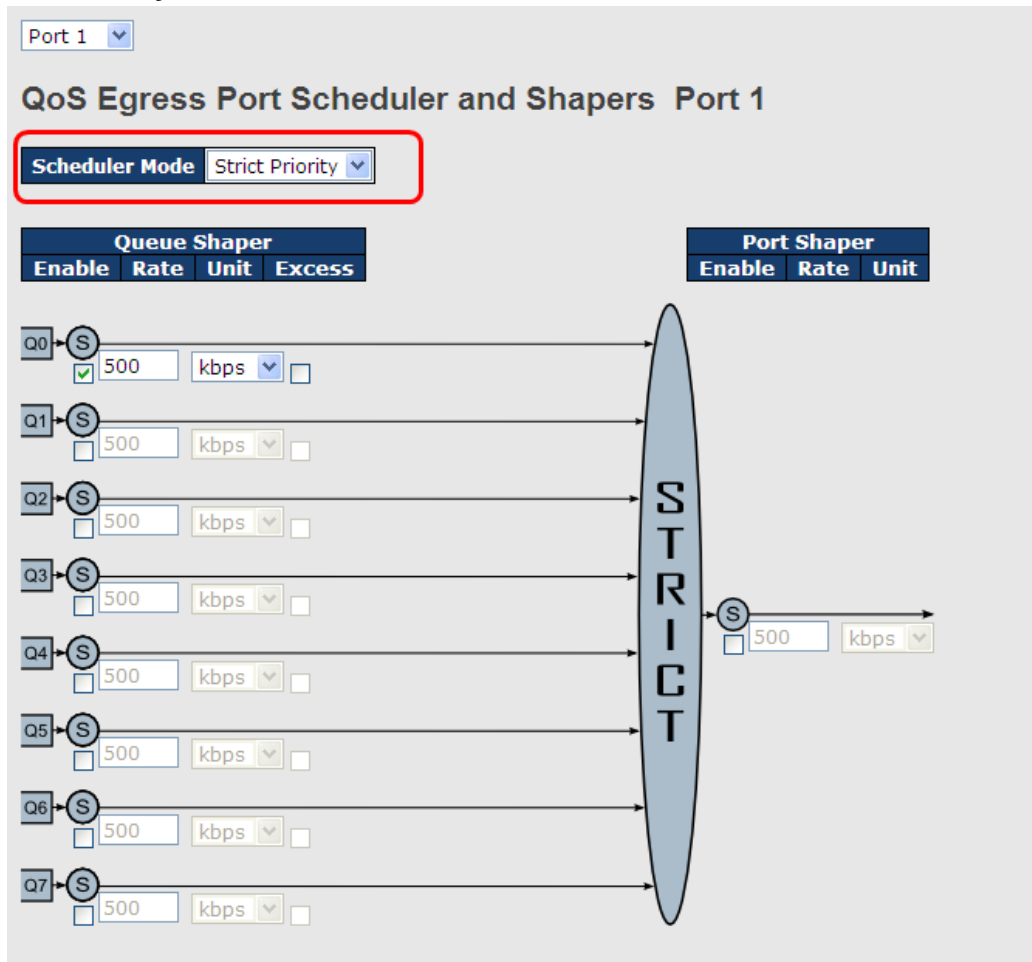 Port 1
QoS Egress Port Scheduler and Shapers Port 1
Scheduler Mode Strict Priority
Queue Shaper Port Shaper
Enable Rate Unit Excess Enable Rate Unit
Q0 S
500 kbps
Q1 S
500 kbps
Q2 S
500 kbps
Q3 S
500 kbps
Q4 S
500 kbps
Q5 S
500 kbps
Q6 S
500 kbps
Q7 S
500 kbps
STRICT
S
500 kbps